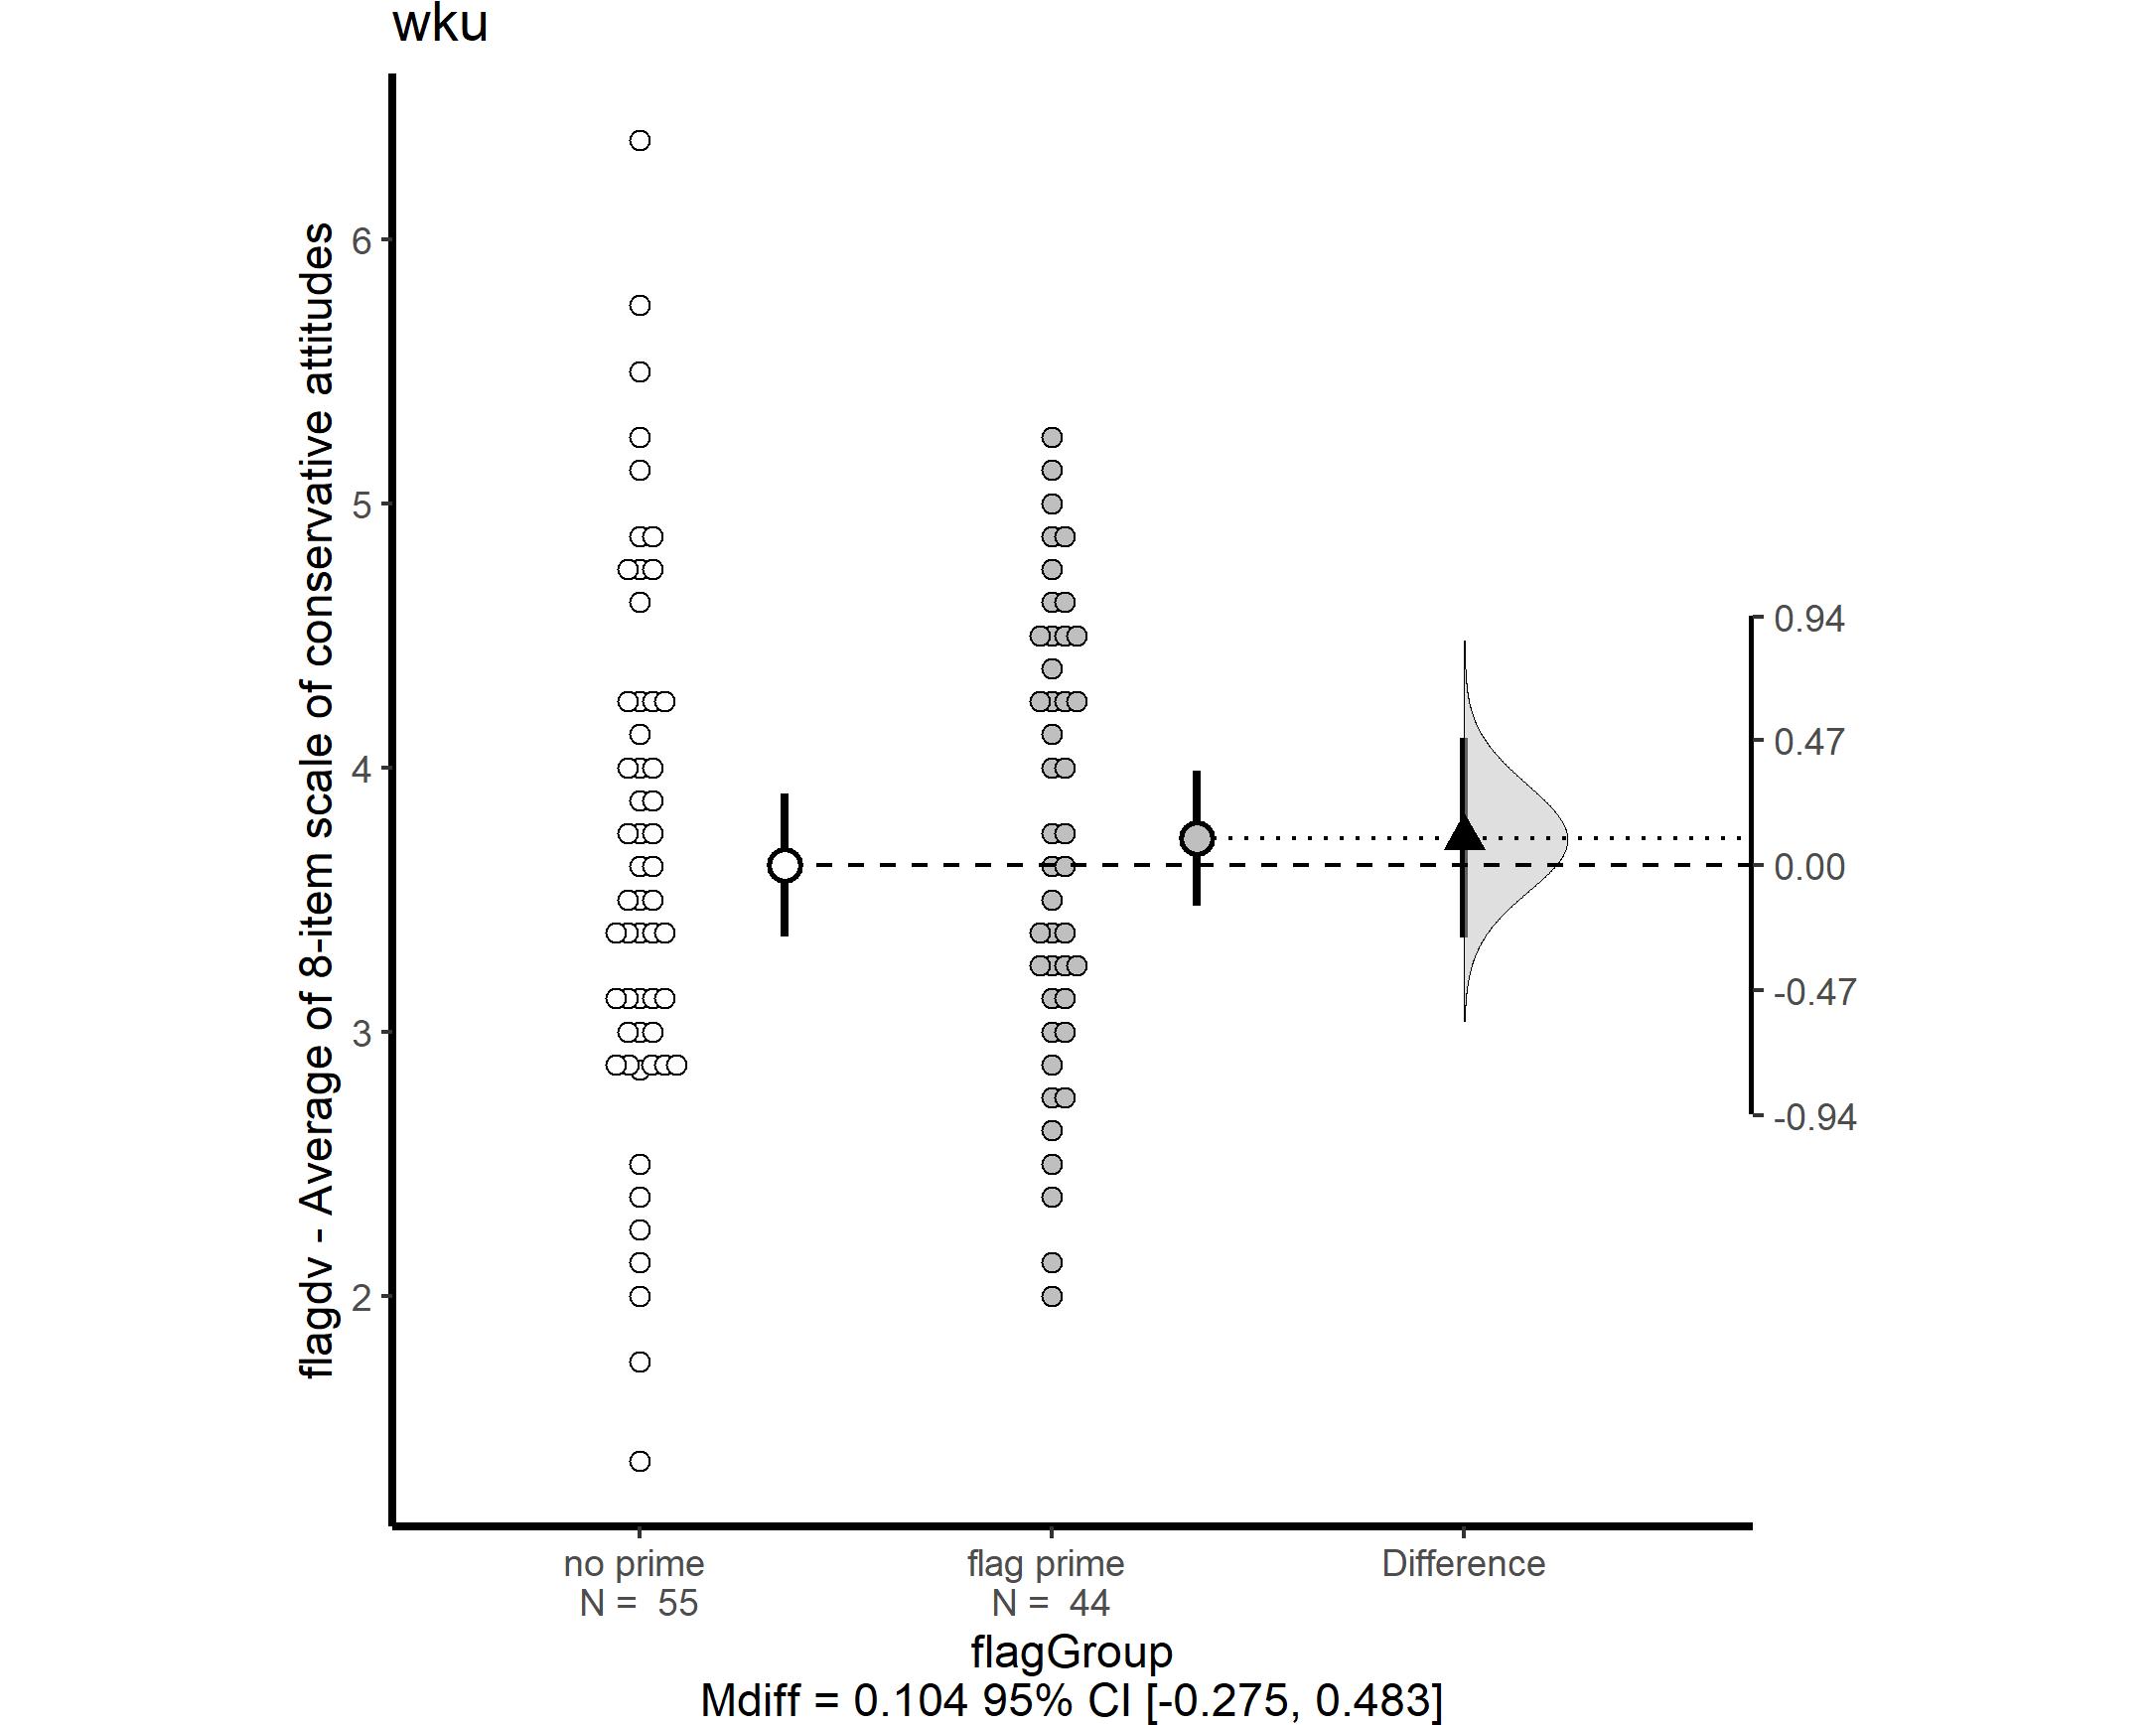 wku
flagdv - Average of 8-item scale of conservative attitudes
6
5
4
3
2
0.94
0.47
0.00
-0.47
-0.94
no prime
N =  55
flag prime
N =  44
Difference
flagGroup
Mdiff = 0.104 95% CI [-0.275, 0.483]